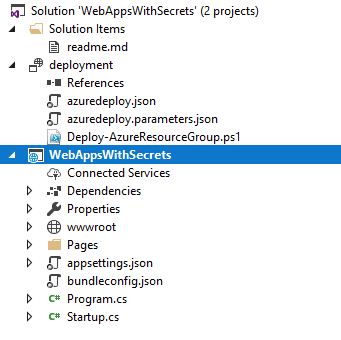 Solution 'WebAppsWithSecrets' (2 projects)
Solution Items
readme.md
deployment
References
azuredeploy.json
azuredeploy.parameters.json
Deploy-AzureResourceGroup.ps1
WebAppsWithSecrets
Connected Services
Dependencies
Properties
wwwroot
Pages
appsettings.json
bundleconfig.json
C# Program.cs
C# Startup.cs